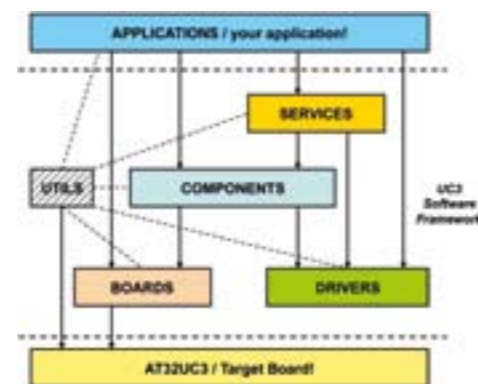 APPLICATIONS / your application!
SERVICES
UTILS
COMPONENTS
UC3
Software
Framework
BOARDS
DRIVERS
AT32UC3 / Target Board!